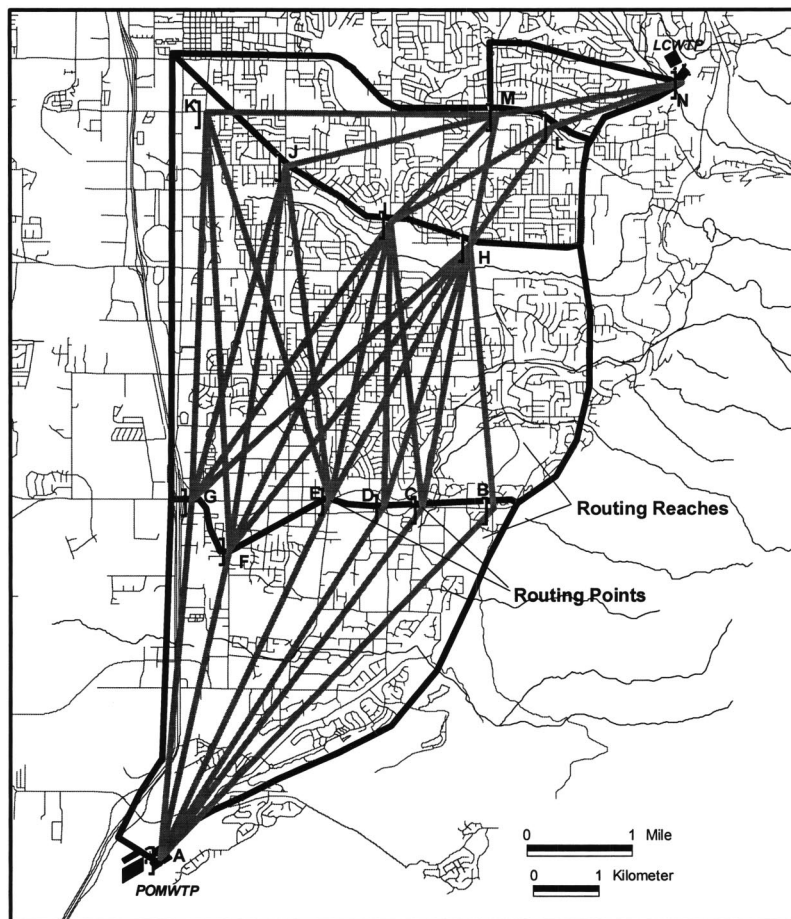 LCWTP
N
M
K
L
J
H
G
E
D
C
B
F
Routing Reaches
Routing Points
A
POMWTP
0 1 Mile
0 1 Kilometer